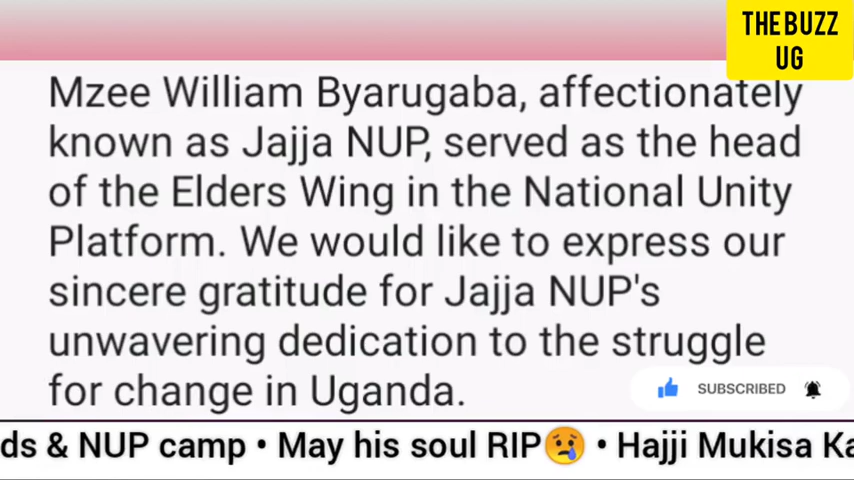 THE BUZZ
UG
Mzee William Byarugaba, affectionately
known as Jajja NUP, served as the head
of the Elders Wing in the National Unity
Platform. We would like to express our
sincere gratitude for Jajja NUP's
unwavering dedication to the struggle
for change in Uganda.
SUBSCRIBED
ds & NUP camp • May his soul RIP😢 • Hajji Mukisa Ka